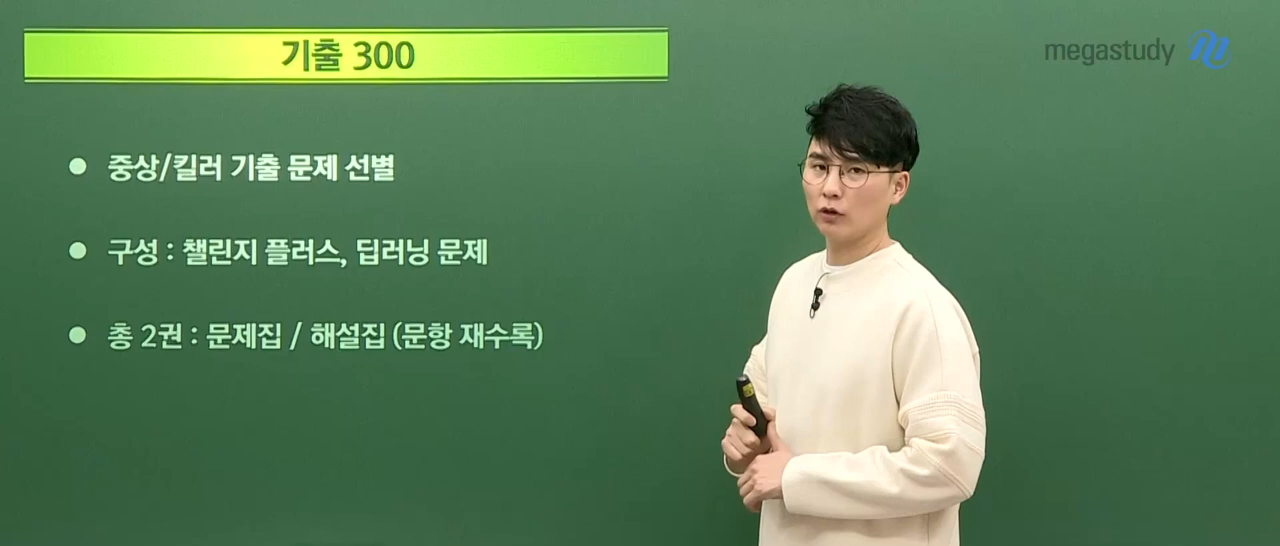 기출 300
megastudy
중상/킬러 기출 문제 선별
구성 : 챌린지 플러스, 딥러닝 문제
총 2권 : 문제집 / 해설집 (문항 재수록)